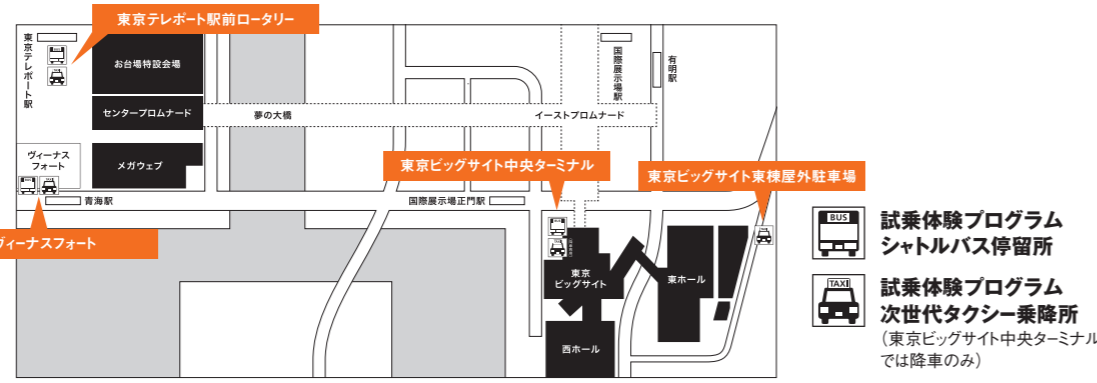 東京テレポート駅前ロータリー
東京テレポート駅
お台場特設会場
国際展示場駅
有明駅
センタープロムナード
夢の大橋
イーストプロムナード
ヴィーナス
フォート
メガウェブ
東京ビッグサイト中央ターミナル
東京ビッグサイト東棟屋外駐車場
青海駅
国際展示場正門駅
ヴィーナスフォート
東京
ビッグサイト
東ホール
西ホール
BUS
試乗体験プログラム
シャトルバス停留所
TAXI
試乗体験プログラム
次世代タクシー乗降所
（東京ビッグサイト中央ターミナル
では降車のみ）